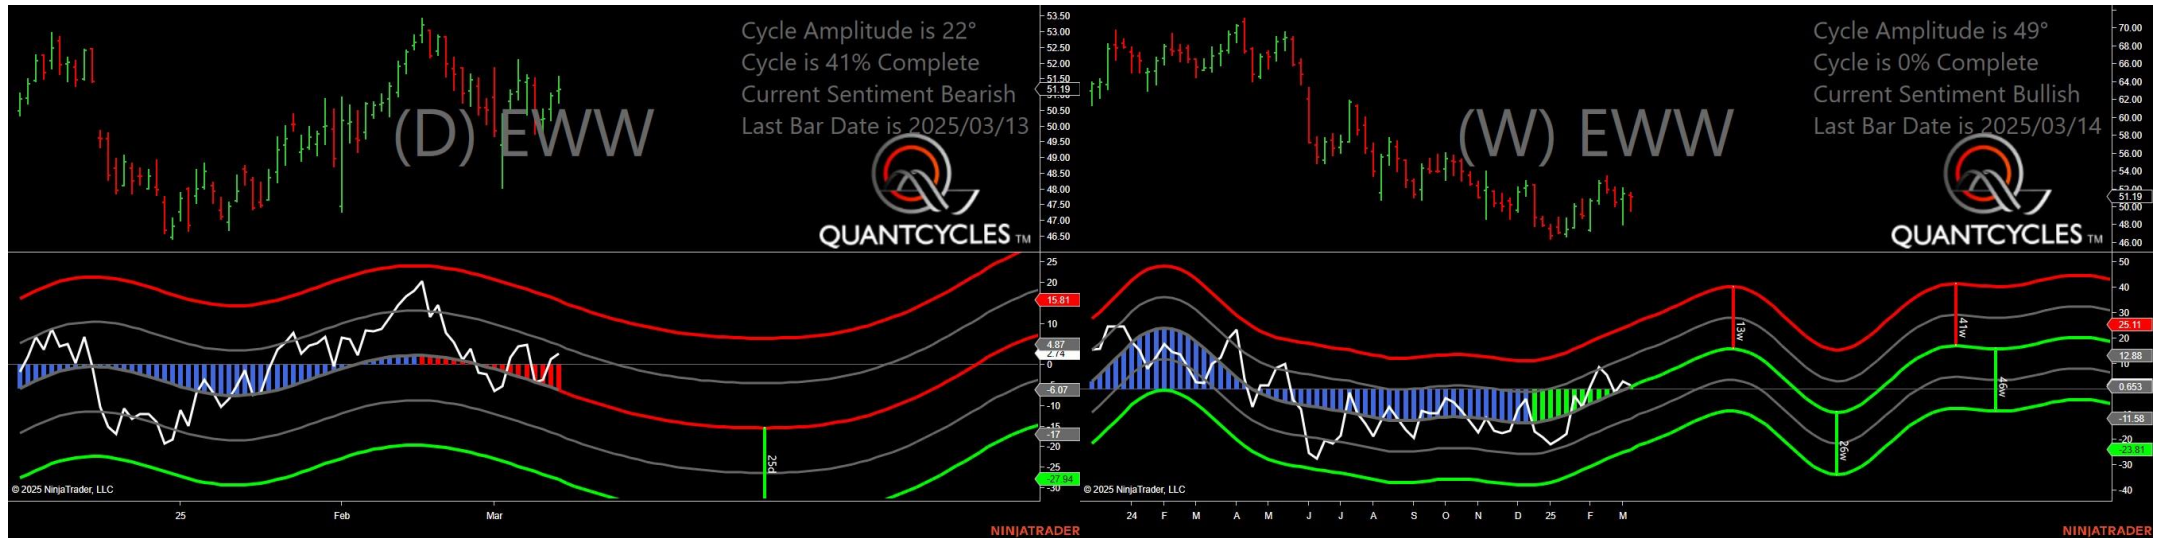 Cycle Amplitude is 22°
Cycle is 41% Complete
Current Sentiment Bearish
Last Bar Date is 2025/03/13
(D) EWW
QUANTCYCLES TM
53.50
53.00
52.50
52.00
51.50
51.19
50.50
50.00
49.50
49.00
48.50
48.00
47.50
47.00
46.50
25
20
15.81
10
4.87
2.74
0
-6.07
-10
-15
-17
-20
-25
-27.94
-30
25d
© 2025 NinjaTrader, LLC
25 Feb Mar
NINJATRADER
Cycle Amplitude is 49°
Cycle is 0% Complete
Current Sentiment Bullish
Last Bar Date is 2025/03/14
(W) EWW
QUANTCYCLES TM
70.00
68.00
66.00
64.00
62.00
60.00
58.00
56.00
54.00
52.00
51.19
50.00
48.00
46.00
50
40
30
25.11
20
12.88
10
0.653
-11.58
-20
-23.81
-30
-40
13w
26w
41w
46w
© 2025 NinjaTrader, LLC
24 F M A M J J A S O N D 25 F M
NINJATRADER